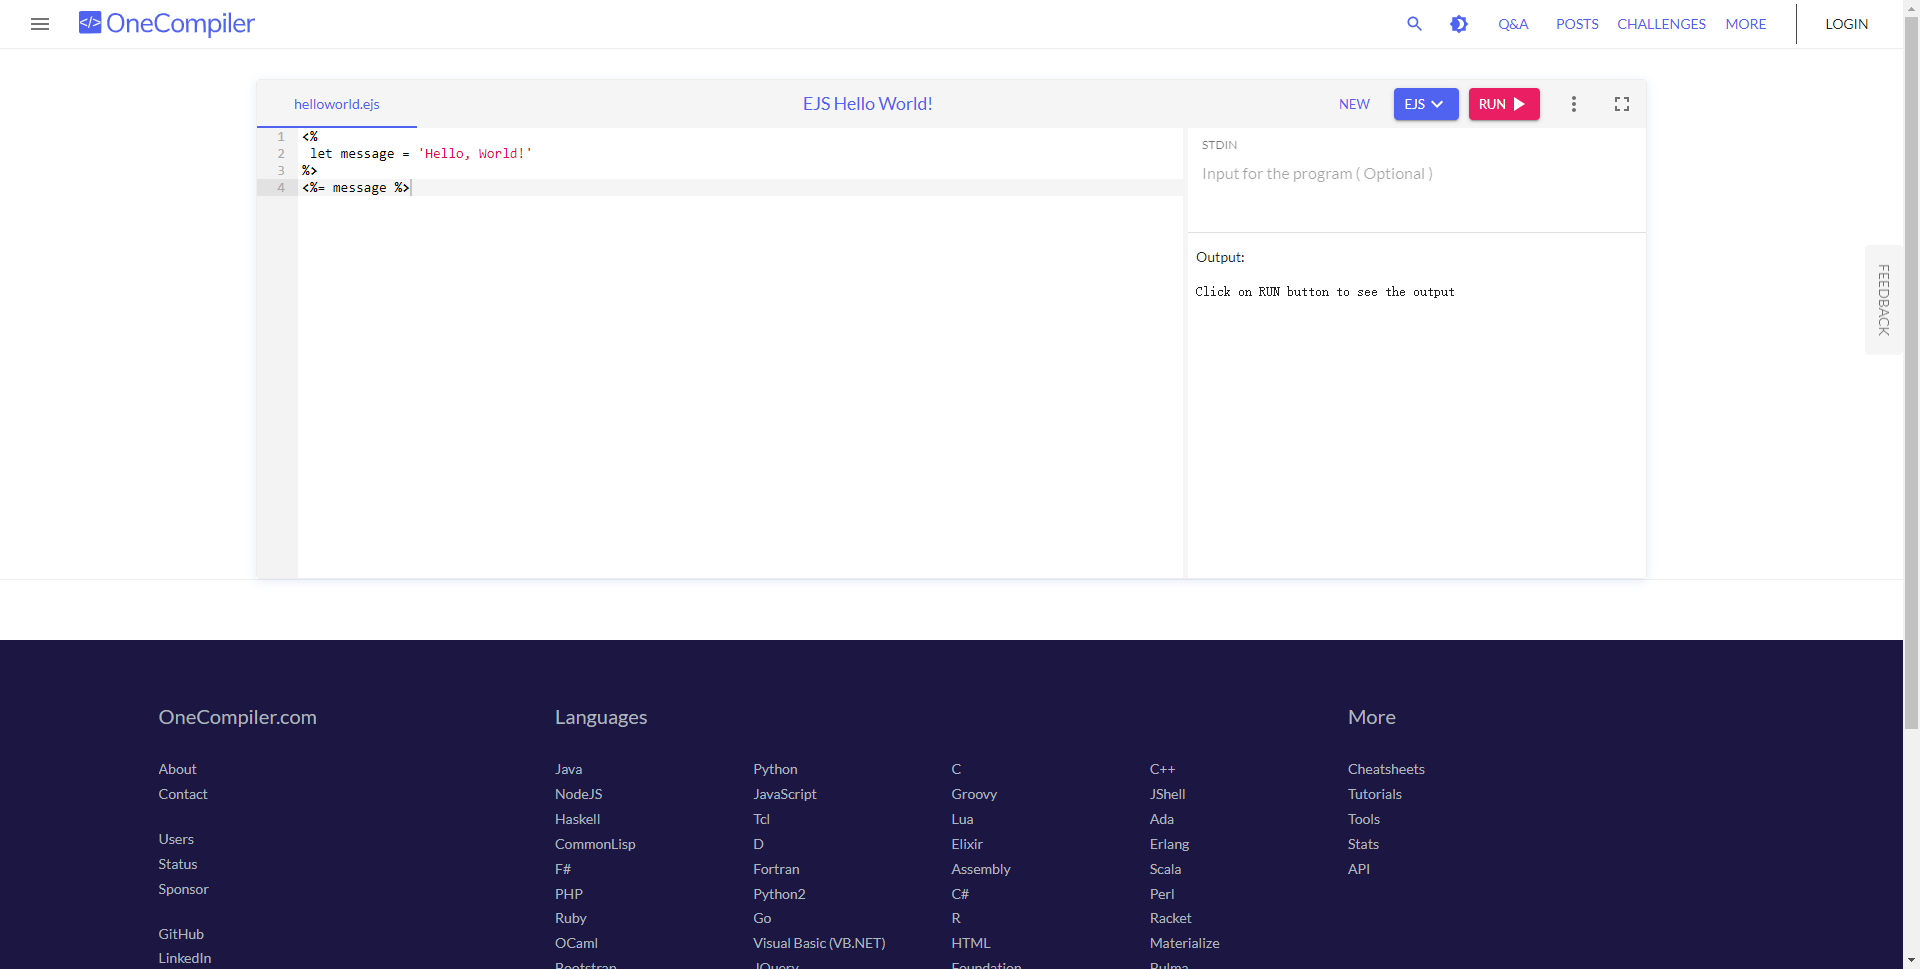 OneCompiler
Q&A POSTS CHALLENGES MORE LOGIN
helloworld.ejs EJS Hello World! NEW EJS RUN
1 <%
2 let message = 'Hello, World!'
3 %>
4 <%= message %>
STDIN
Input for the program ( Optional )
Output:
Click on RUN button to see the output
FEEDBACK
OneCompiler.com
About
Contact
Users
Status
Sponsor
GitHub
LinkedIn
Languages
Java Python C C++
NodeJS JavaScript Groovy JShell
Haskell Tcl Lua Ada
CommonLisp D Elixir Erlang
F# Fortran Assembly Scala
PHP Python2 C# Perl
Ruby Go R Racket
OCaml Visual Basic (VB.NET) HTML Materialize
Bootstrap JQuery Foundation Bulma
More
Cheatsheets
Tutorials
Tools
Stats
API